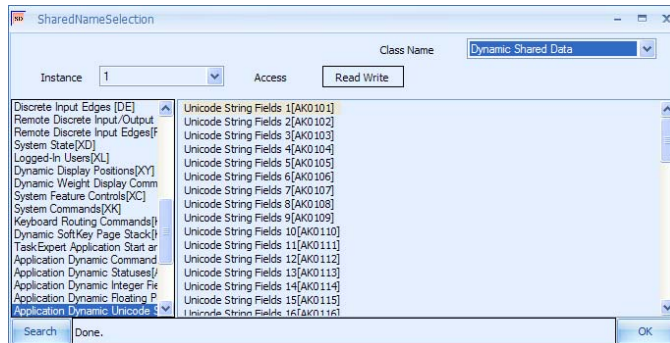 SD SharedNameSelection
Class Name Dynamic Shared Data
Instance 1 Access Read Write
Discrete Input Edges [DE]
Remote Discrete Input/Output
Remote Discrete Input Edges[
System State[XD]
Logged-In Users[XL]
Dynamic Display Positions[XY]
Dynamic Weight Display Comm
System Feature Controls[XC]
System Commands[XK]
Keyboard Routing Commands[
Dynamic SoftKey Page Stack[
TaskExpert Application Start ar
Application Dynamic Command
Application Dynamic Statuses[
Application Dynamic Integer Fie
Application Dynamic Floating P
Application Dynamic Unicode S
Unicode String Fields 1[AK0101]
Unicode String Fields 2[AK0102]
Unicode String Fields 3[AK0103]
Unicode String Fields 4[AK0104]
Unicode String Fields 5[AK0105]
Unicode String Fields 6[AK0106]
Unicode String Fields 7[AK0107]
Unicode String Fields 8[AK0108]
Unicode String Fields 9[AK0109]
Unicode String Fields 10[AK0110]
Unicode String Fields 11[AK0111]
Unicode String Fields 12[AK0112]
Unicode String Fields 13[AK0113]
Unicode String Fields 14[AK0114]
Unicode String Fields 15[AK0115]
Unicode String Fields 16[AK0116]
Search Done. OK